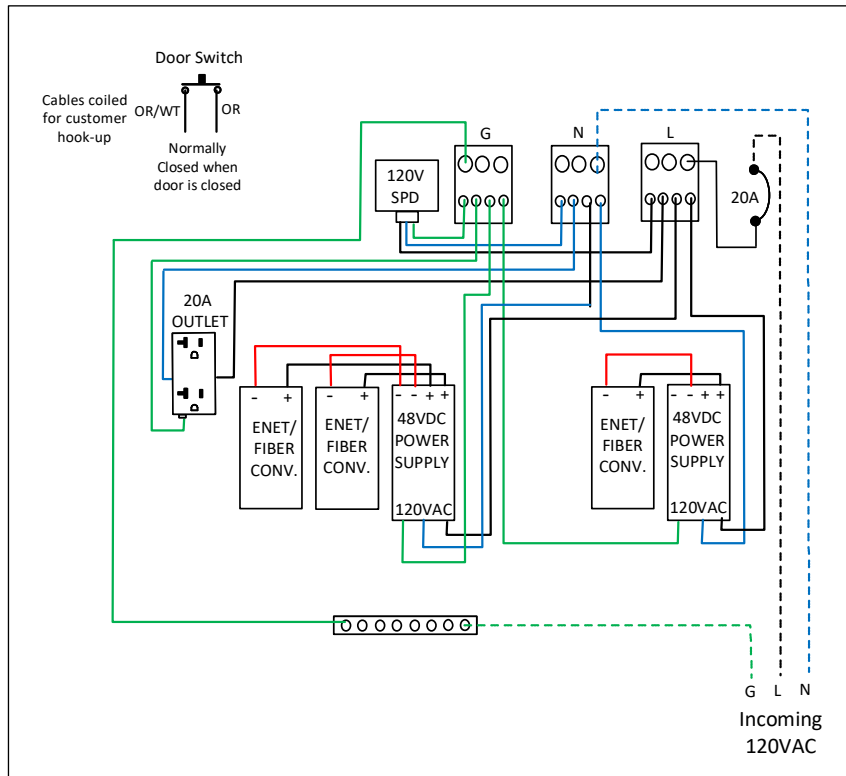 Door Switch
Cables coiled
for customer
hook-up
OR/WT
OR
Normally
Closed when
door is closed
G
N
L
120V
SPD
20A
20A
OUTLET
- +
ENET/
FIBER
CONV.
- +
ENET/
FIBER
CONV.
- - + +
48VDC
POWER
SUPPLY
120VAC
- +
ENET/
FIBER
CONV.
- - + +
48VDC
POWER
SUPPLY
120VAC
G L N
Incoming
120VAC